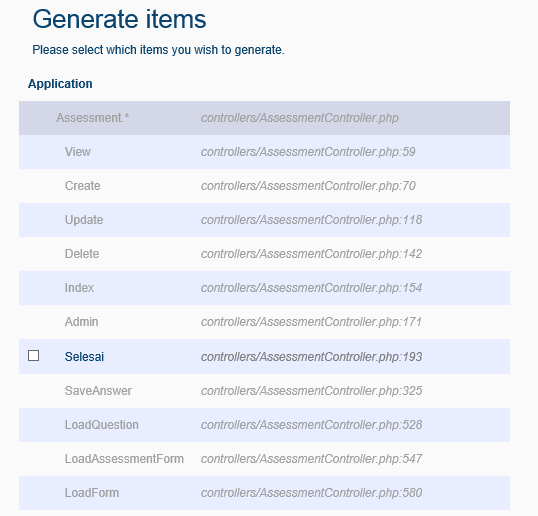 Generate items
Please select which items you wish to generate.
Application
Assessment.* controllers/AssessmentController.php
View controllers/AssessmentController.php:59
Create controllers/AssessmentController.php:70
Update controllers/AssessmentController.php:118
Delete controllers/AssessmentController.php:142
Index controllers/AssessmentController.php:154
Admin controllers/AssessmentController.php:171
Selesai controllers/AssessmentController.php:193
SaveAnswer controllers/AssessmentController.php:325
LoadQuestion controllers/AssessmentController.php:528
LoadAssessmentForm controllers/AssessmentController.php:547
LoadForm controllers/AssessmentController.php:580